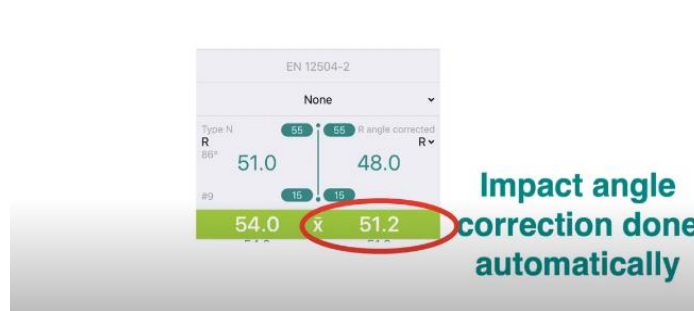 EN 12504-2
None
Type N 55 55 R angle corrected
R R
86° 51.0 48.0
#9 15 15
54.0 x̄ 51.2
Impact angle
correction done
automatically